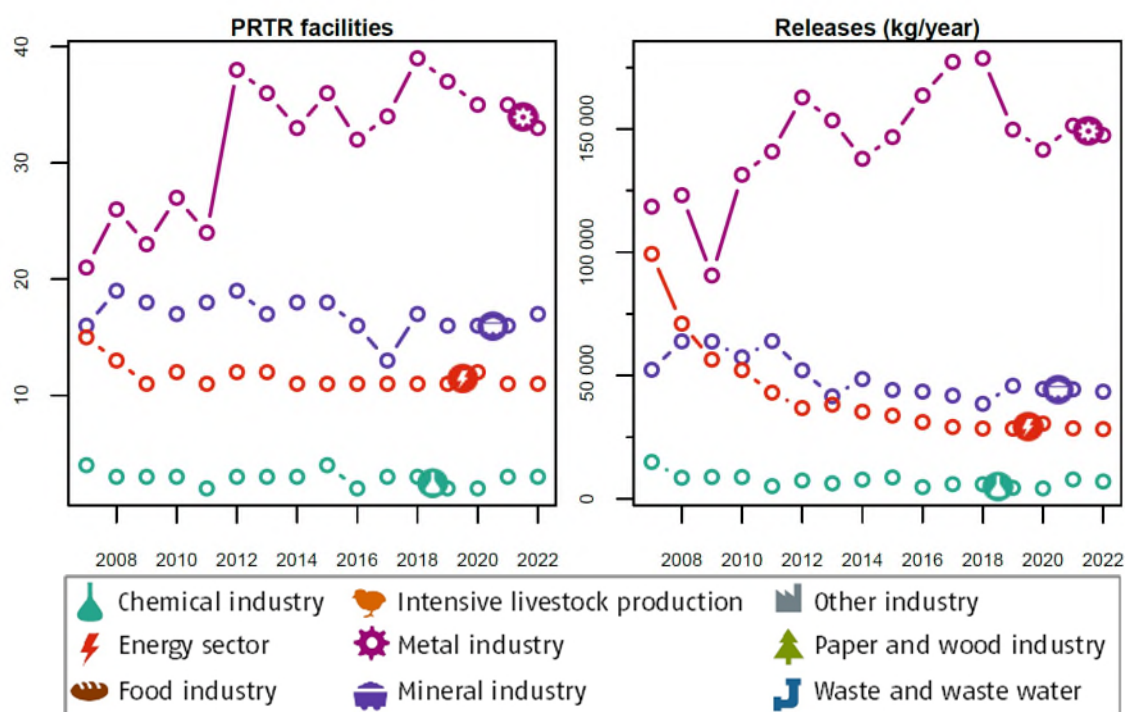 PRTR facilities
Releases (kg/year)
40
30
20
10
150 000
100 000
50 000
0
2008 2010 2012 2014 2016 2018 2020 2022
2008 2010 2012 2014 2016 2018 2020 2022
Chemical industry
Intensive livestock production
Other industry
Energy sector
Metal industry
Paper and wood industry
Food industry
Mineral industry
Waste and waste water